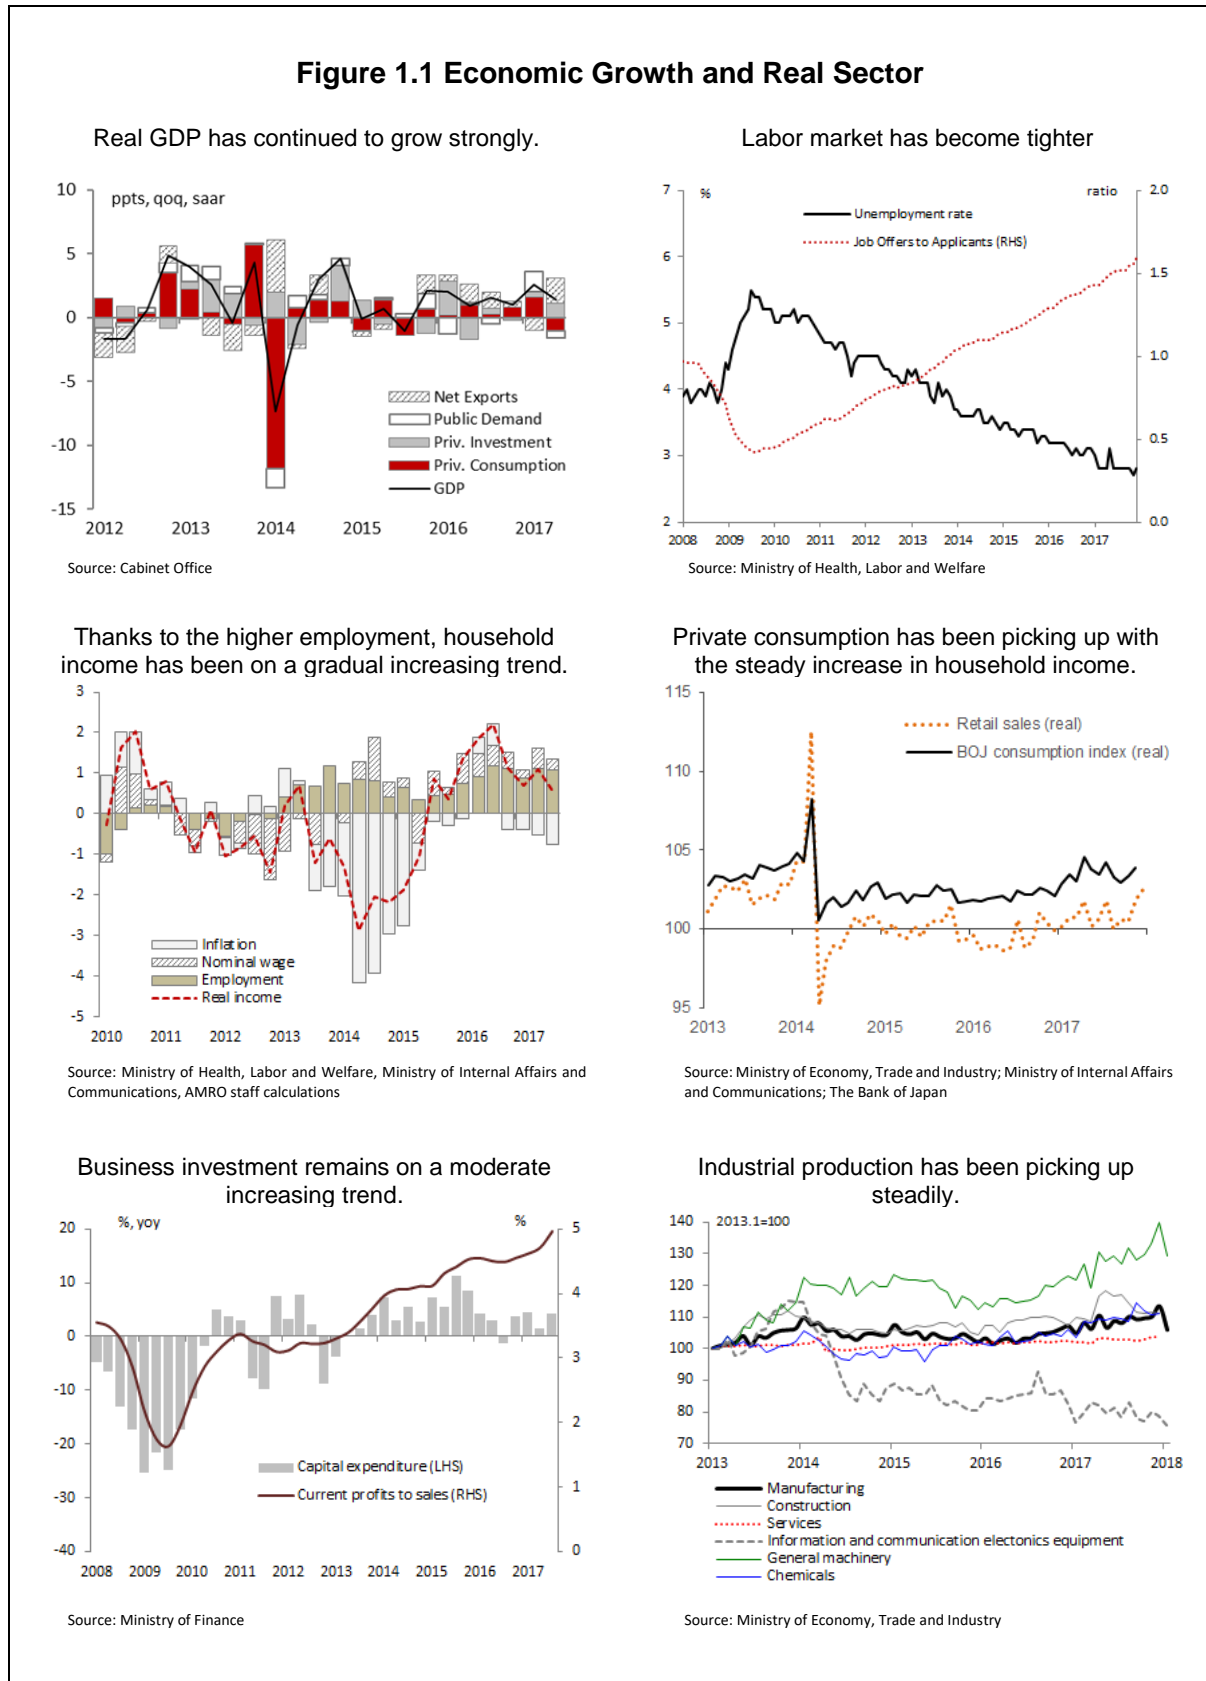 Figure 1.1 Economic Growth and Real Sector
Real GDP has continued to grow strongly.
10
5
0
-5
-10
-15
ppts, qoq, saar
Net Exports
Public Demand
Priv. Investment
Priv. Consumption
GDP
2012 2013 2014 2015 2016 2017
Source: Cabinet Office
Labor market has become tighter
7
6
5
4
3
2
%
ratio
2.0
1.5
1.0
0.5
0.0
Unemployment rate
Job Offers to Applicants (RHS)
2008 2009 2010 2011 2012 2013 2014 2015 2016 2017
Source: Ministry of Health, Labor and Welfare
Thanks to the higher employment, household
income has been on a gradual increasing trend.
3
2
1
0
-1
-2
-3
-4
-5
Inflation
Nominal wage
Employment
Real income
2010 2011 2012 2013 2014 2015 2016 2017
Source: Ministry of Health, Labor and Welfare, Ministry of Internal Affairs and
Communications, AMRO staff calculations
Private consumption has been picking up with
the steady increase in household income.
115
110
105
100
95
Retail sales (real)
BOJ consumption index (real)
2013 2014 2015 2016 2017
Source: Ministry of Economy, Trade and Industry; Ministry of Internal Affairs
and Communications; The Bank of Japan
Business investment remains on a moderate
increasing trend.
20
10
0
-10
-20
-30
-40
%, yoy
%
5
4
3
2
1
0
Capital expenditure (LHS)
Current profits to sales (RHS)
2008 2009 2010 2011 2012 2013 2014 2015 2016 2017
Source: Ministry of Finance
Industrial production has been picking up
steadily.
140
130
120
110
100
90
80
70
2013.1=100
2013 2014 2015 2016 2017 2018
Manufacturing
Construction
Services
Information and communication electonics equipment
General machinery
Chemicals
Source: Ministry of Economy, Trade and Industry